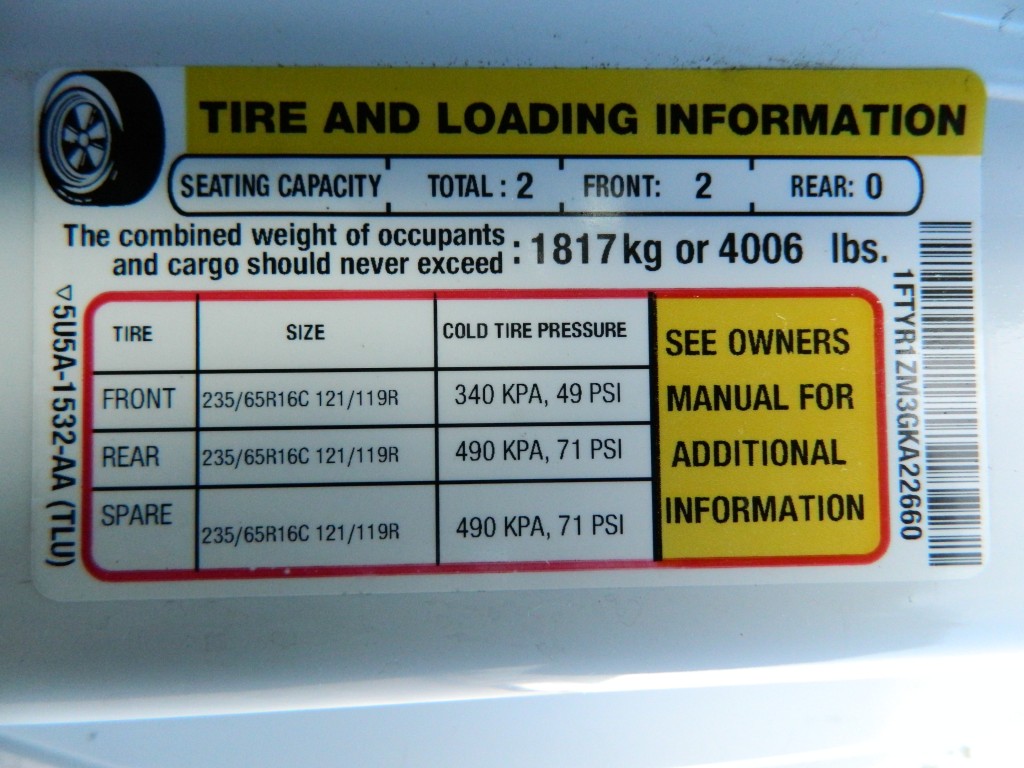 TIRE AND LOADING INFORMATION
SEATING CAPACITY TOTAL : 2 FRONT: 2 REAR: 0
The combined weight of occupants
and cargo should never exceed : 1817kg or 4006 lbs.
TIRE SIZE COLD TIRE PRESSURE
FRONT 235/65R16C 121/119R 340 KPA, 49 PSI
REAR 235/65R16C 121/119R 490 KPA, 71 PSI
SPARE 235/65R16C 121/119R 490 KPA, 71 PSI
SEE OWNERS
MANUAL FOR
ADDITIONAL
INFORMATION
▽5U5A-1532-AA (TLU)
1FTYR1ZM3GKA22660